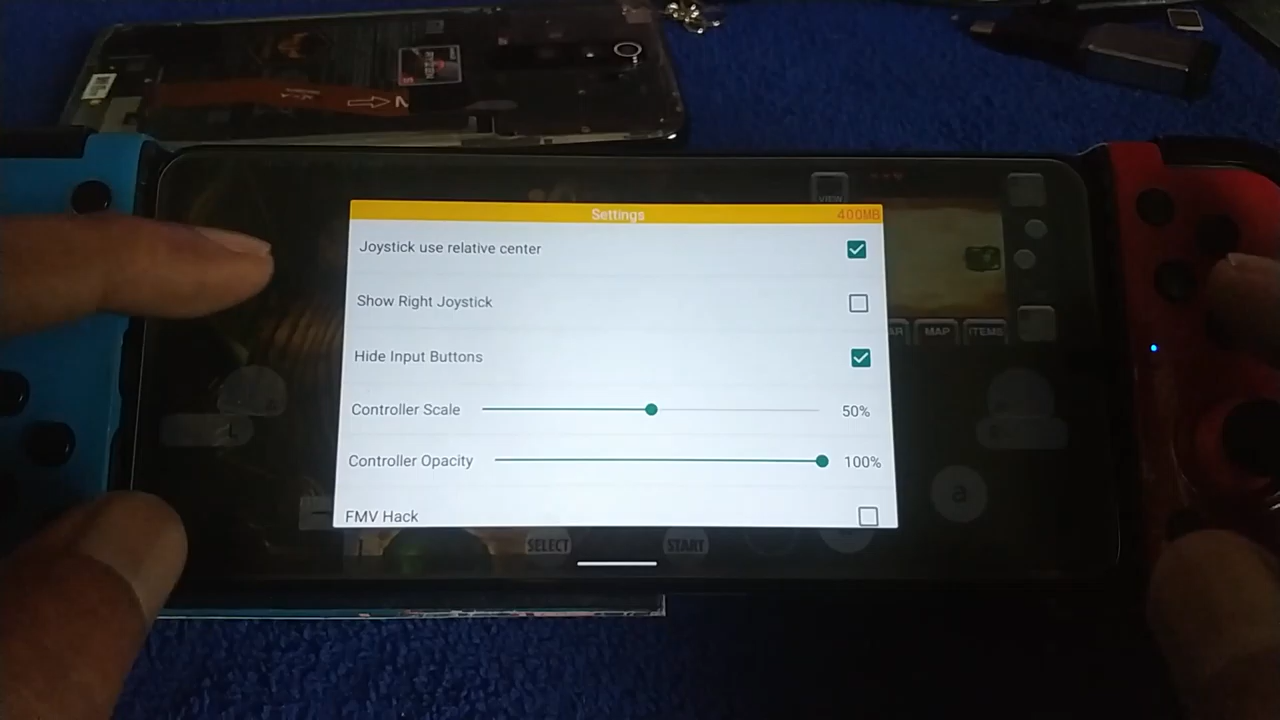 RYZEN
VIEW
Settings 400MB
Joystick use relative center
Show Right Joystick
MAP ITEMS
Hide Input Buttons
Controller Scale 50%
L
Controller Opacity 100%
a
FMV Hack
SELECT START